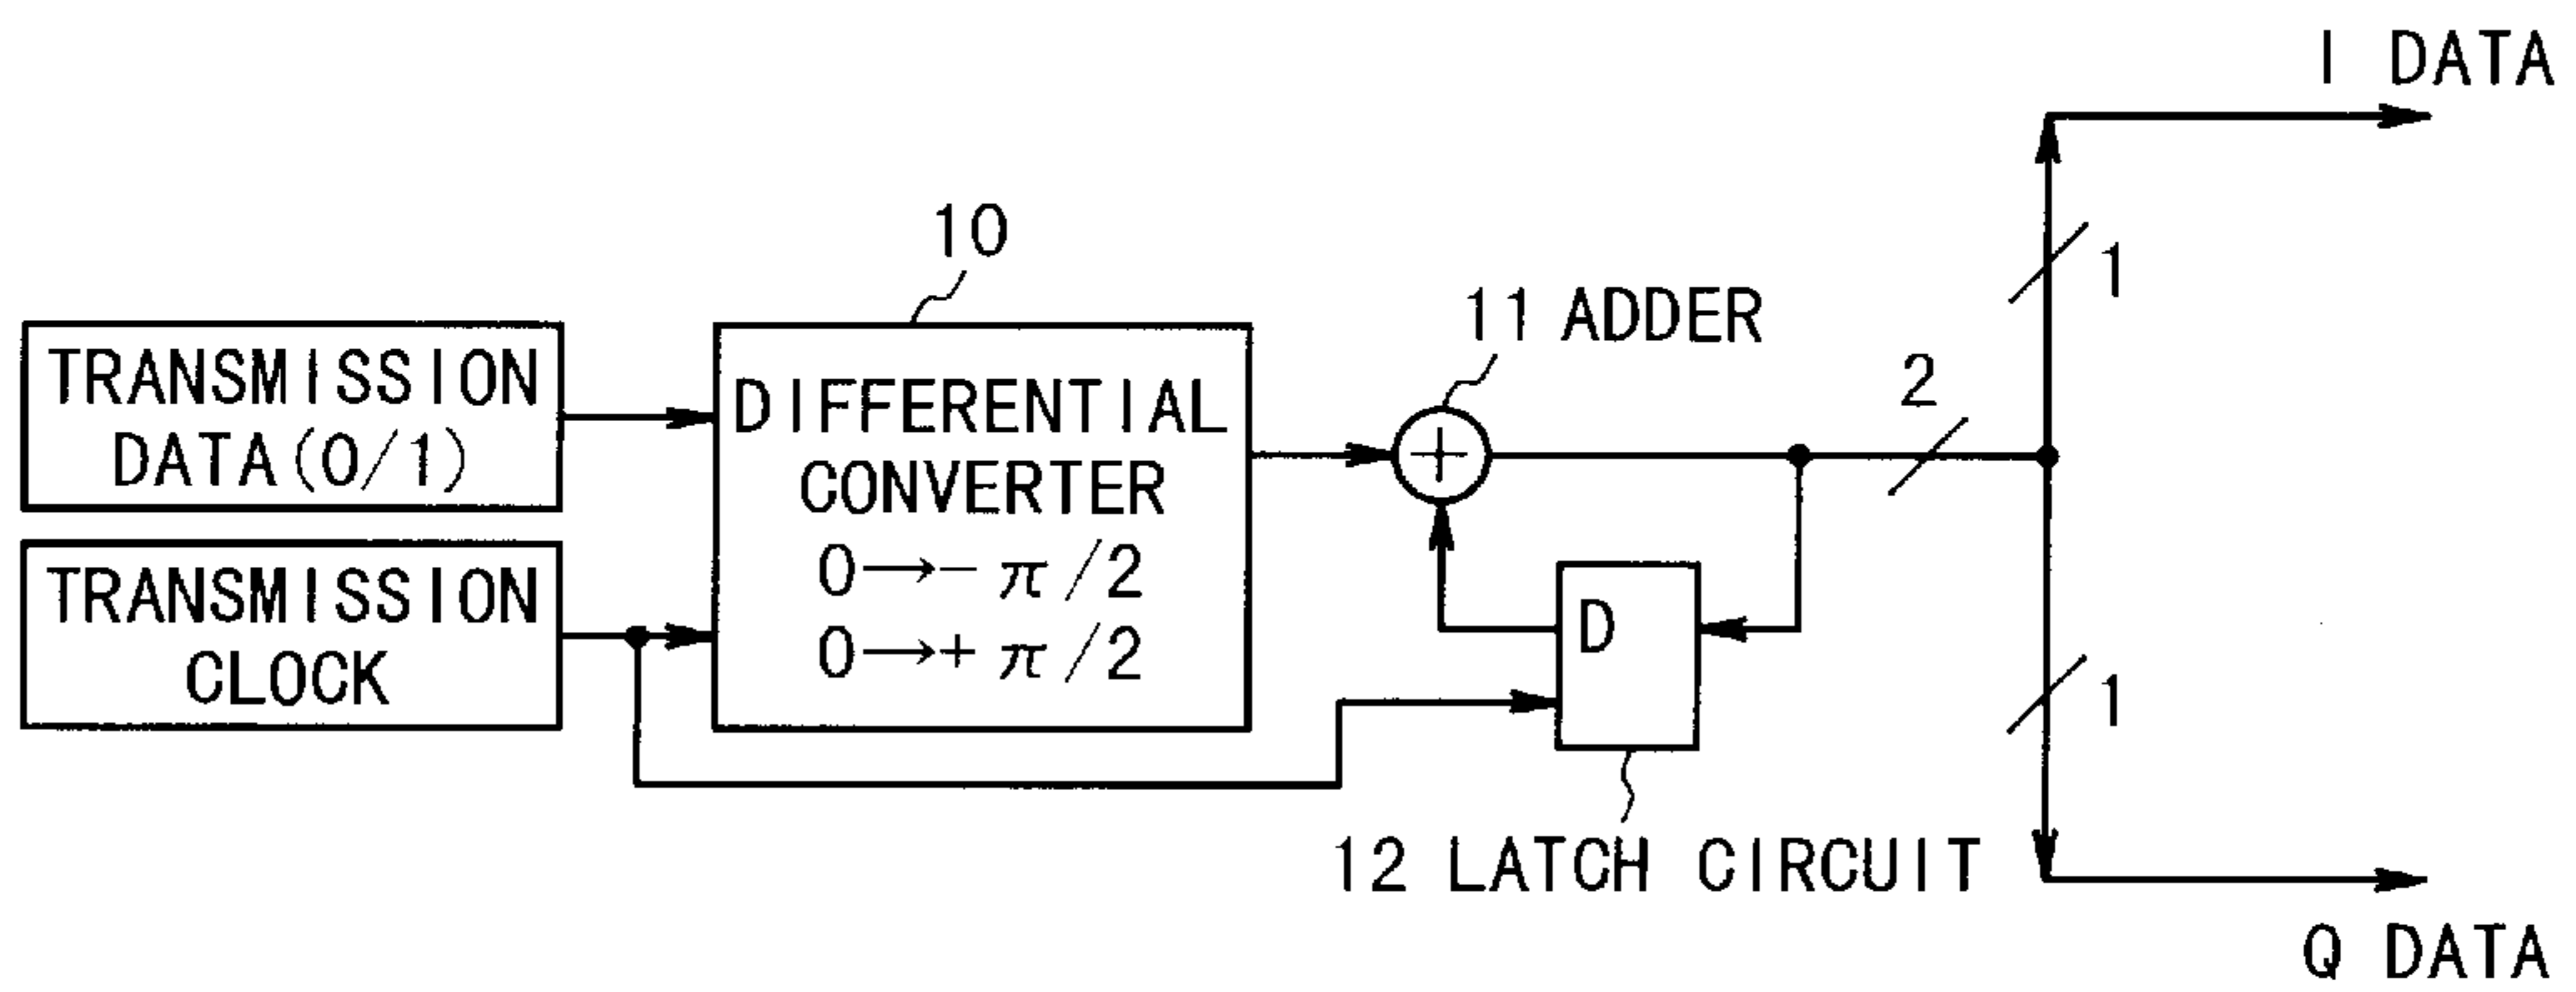 I DATA
10
11 ADDER
1
TRANSMISSION
DATA(0/1)
2
DIFFERENTIAL
CONVERTER
0→− π/2
0→+ π/2
TRANSMISSION
CLOCK
D
1
12 LATCH CIRCUIT
Q DATA